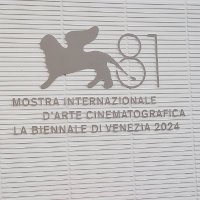 81
MOSTRA INTERNAZIONALE
D'ARTE CINEMATOGRAFICA
LA BIENNALE DI VENEZIA 2024